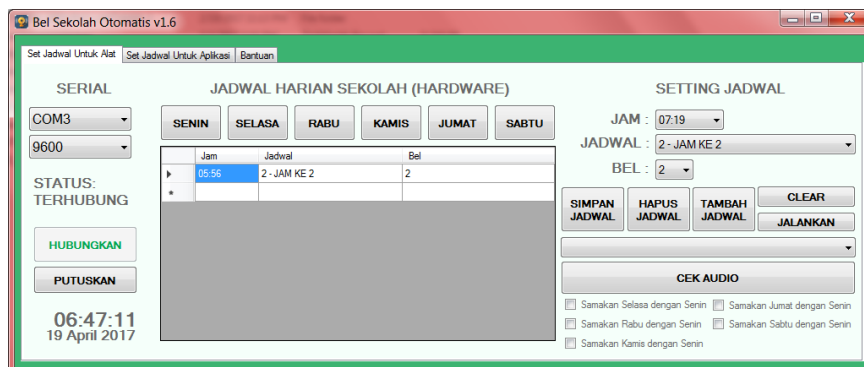 Bel Sekolah Otomatis v1.6
Set Jadwal Untuk Alat Set Jadwal Untuk Aplikasi Bantuan
SERIAL
COM3
9600
STATUS:
TERHUBUNG
HUBUNGKAN
PUTUSKAN
06:47:11
19 April 2017
JADWAL HARIAN SEKOLAH (HARDWARE)
SENIN SELASA RABU KAMIS JUMAT SABTU
Jam Jadwal Bel
05:56 2 - JAM KE 2 2
SETTING JADWAL
JAM : 07:19
JADWAL : 2 - JAM KE 2
BEL : 2
SIMPAN JADWAL
HAPUS JADWAL
TAMBAH JADWAL
CLEAR
JALANKAN
CEK AUDIO
Samakan Selasa dengan Senin Samakan Jumat dengan Senin
Samakan Rabu dengan Senin Samakan Sabtu dengan Senin
Samakan Kamis dengan Senin